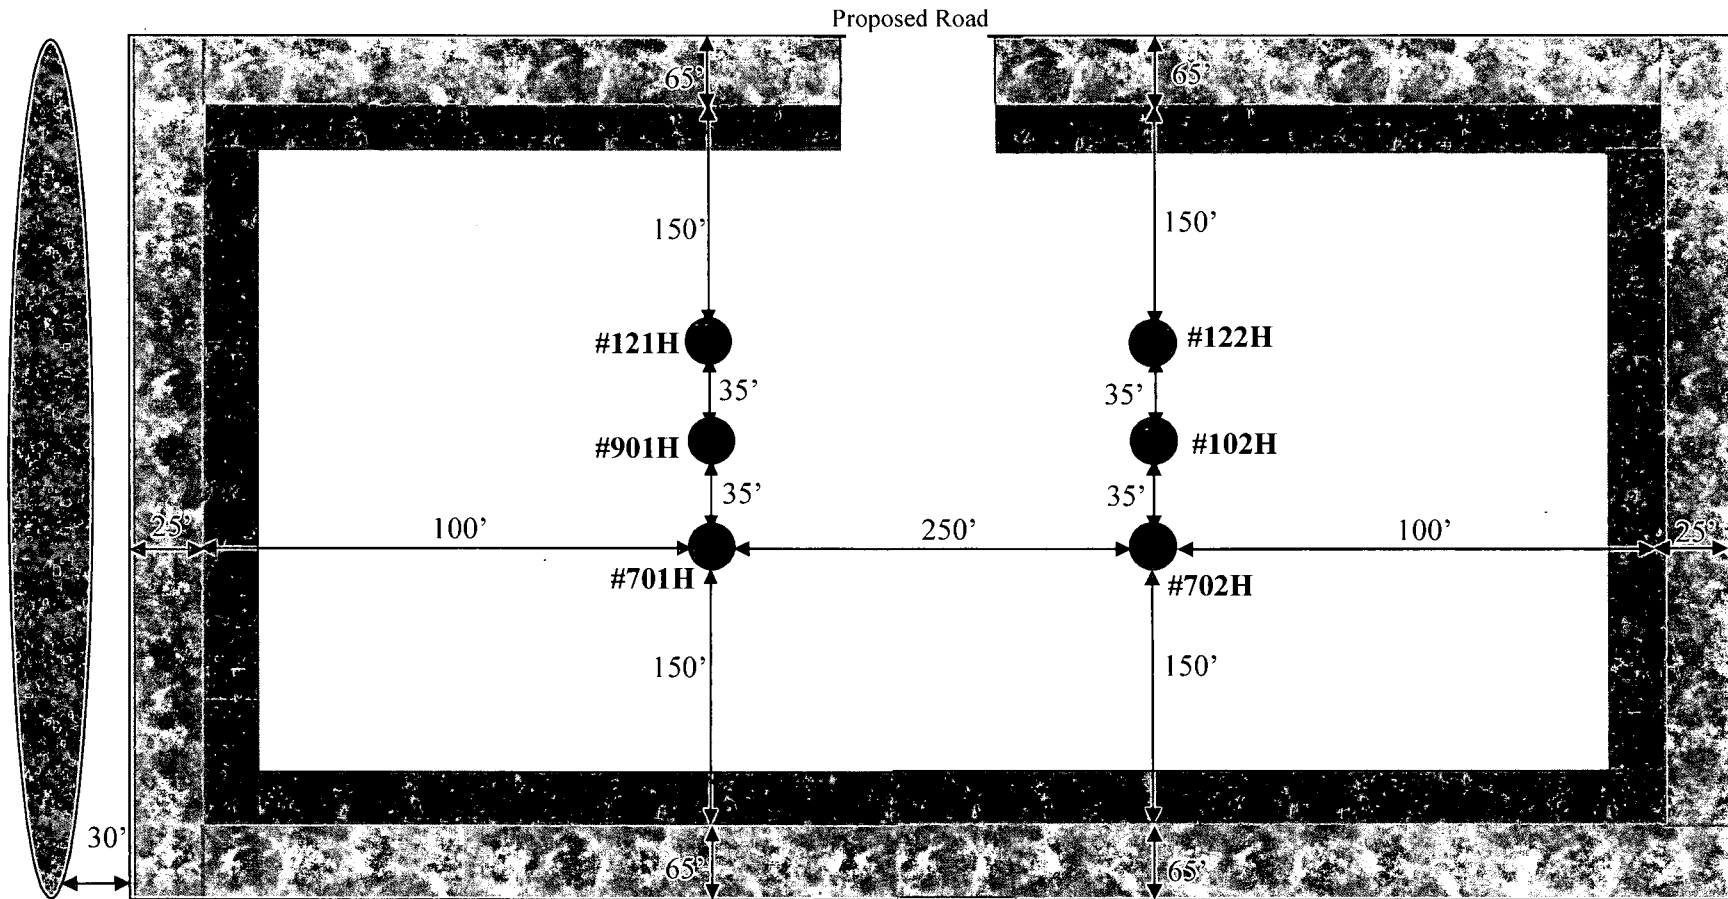 Proposed Road
65’ 65’
150’ 150’
#121H #122H
35’ 35’
#901H #102H
35’ 35’
25’ 100’ 250’ 100’ 25’
#701H #702H
150’ 150’
30’ 65’ 65’